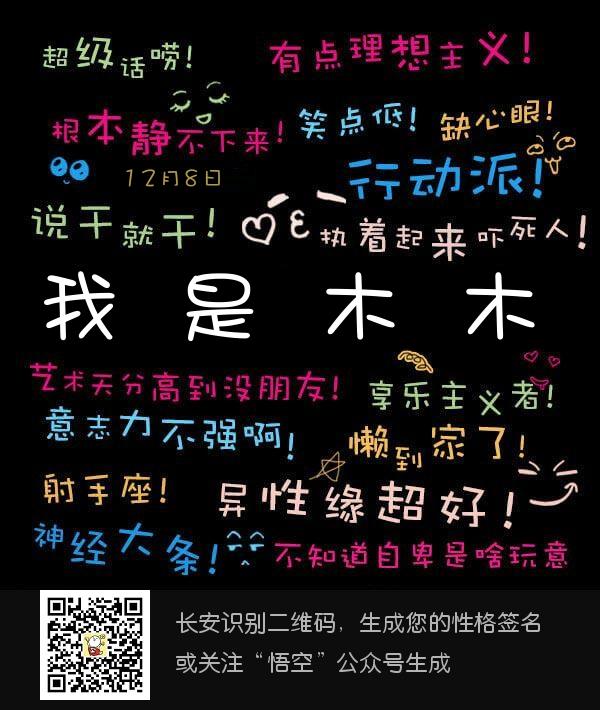 超级话唠!
有点理想主义!
根本静不下来!
笑点低!
缺心眼!
12月8日
行动派!
说干就干!
执着起来吓死人!
我是木木
艺术天分高到没朋友!
享乐主义者!
意志力不强啊!
懒到家了!
射手座!
异性缘超好!
神经大条!
不知道自卑是啥玩意
长安识别二维码，生成您的性格签名
或关注“悟空”公众号生成